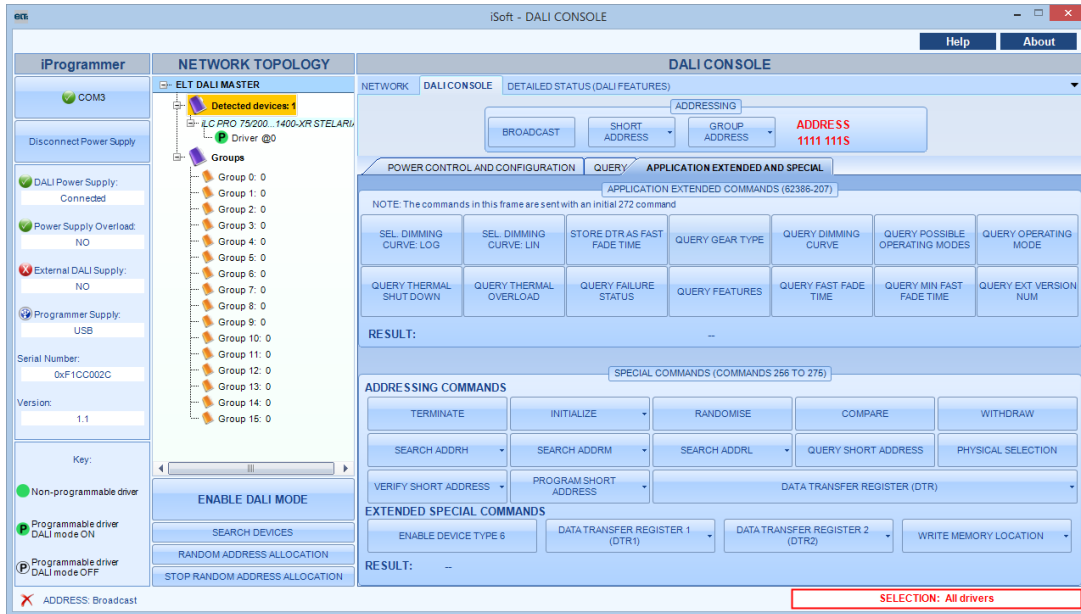 ELT
iSoft - DALI CONSOLE
Help
About
iProgrammer
COM3
Disconnect Power Supply
DALI Power Supply:
Connected
Power Supply Overload:
NO
External DALI Supply:
NO
Programmer Supply:
USB
Serial Number:
0xF1CC002C
Version:
1.1
Key:
Non-programmable driver
P
Programmable driver
DALI mode ON
P
Programmable driver
DALI mode OFF
NETWORK TOPOLOGY
ELT DALI MASTER
Detected devices: 1
iLC PRO 75/200...1400-XR STELARI
P Driver @0
Groups
Group 0: 0
Group 1: 0
Group 2: 0
Group 3: 0
Group 4: 0
Group 5: 0
Group 6: 0
Group 7: 0
Group 8: 0
Group 9: 0
Group 10: 0
Group 11: 0
Group 12: 0
Group 13: 0
Group 14: 0
Group 15: 0
ENABLE DALI MODE
SEARCH DEVICES
RANDOM ADDRESS ALLOCATION
STOP RANDOM ADDRESS ALLOCATION
DALI CONSOLE
NETWORK
DALI CONSOLE
DETAILED STATUS (DALI FEATURES)
ADDRESSING
BROADCAST
SHORT
ADDRESS
GROUP
ADDRESS
ADDRESS
1111 111S
POWER CONTROL AND CONFIGURATION
QUERY
APPLICATION EXTENDED AND SPECIAL
APPLICATION EXTENDED COMMANDS (62386-207)
NOTE: The commands in this frame are sent with an initial 272 command
SEL. DIMMING
CURVE: LOG
SEL. DIMMING
CURVE: LIN
STORE DTR AS FAST
FADE TIME
QUERY GEAR TYPE
QUERY DIMMING
CURVE
QUERY POSSIBLE
OPERATING MODES
QUERY OPERATING
MODE
QUERY THERMAL
SHUT DOWN
QUERY THERMAL
OVERLOAD
QUERY FAILURE
STATUS
QUERY FEATURES
QUERY FAST FADE
TIME
QUERY MIN FAST
FADE TIME
QUERY EXT VERSION
NUM
RESULT: --
SPECIAL COMMANDS (COMMANDS 256 TO 275)
ADDRESSING COMMANDS
TERMINATE
INITIALIZE
RANDOMISE
COMPARE
WITHDRAW
SEARCH ADDRH
SEARCH ADDRM
SEARCH ADDRL
QUERY SHORT ADDRESS
PHYSICAL SELECTION
VERIFY SHORT ADDRESS
PROGRAM SHORT
ADDRESS
DATA TRANSFER REGISTER (DTR)
EXTENDED SPECIAL COMMANDS
ENABLE DEVICE TYPE 6
DATA TRANSFER REGISTER 1
(DTR1)
DATA TRANSFER REGISTER 2
(DTR2)
WRITE MEMORY LOCATION
RESULT: --
ADDRESS: Broadcast
SELECTION: All drivers